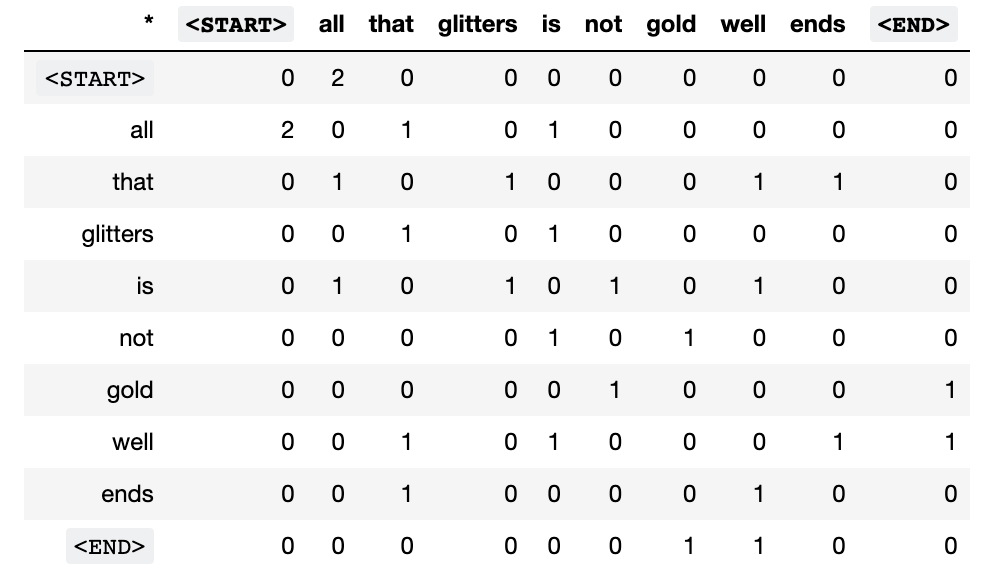 * <START> all that glitters is not gold well ends <END>
<START> 0 2 0 0 0 0 0 0 0 0
all 2 0 1 0 1 0 0 0 0 0
that 0 1 0 1 0 0 0 1 1 0
glitters 0 0 1 0 1 0 0 0 0 0
is 0 1 0 1 0 1 0 1 0 0
not 0 0 0 0 1 0 1 0 0 0
gold 0 0 0 0 0 1 0 0 0 1
well 0 0 1 0 1 0 0 0 1 1
ends 0 0 1 0 0 0 0 1 0 0
<END> 0 0 0 0 0 0 1 1 0 0